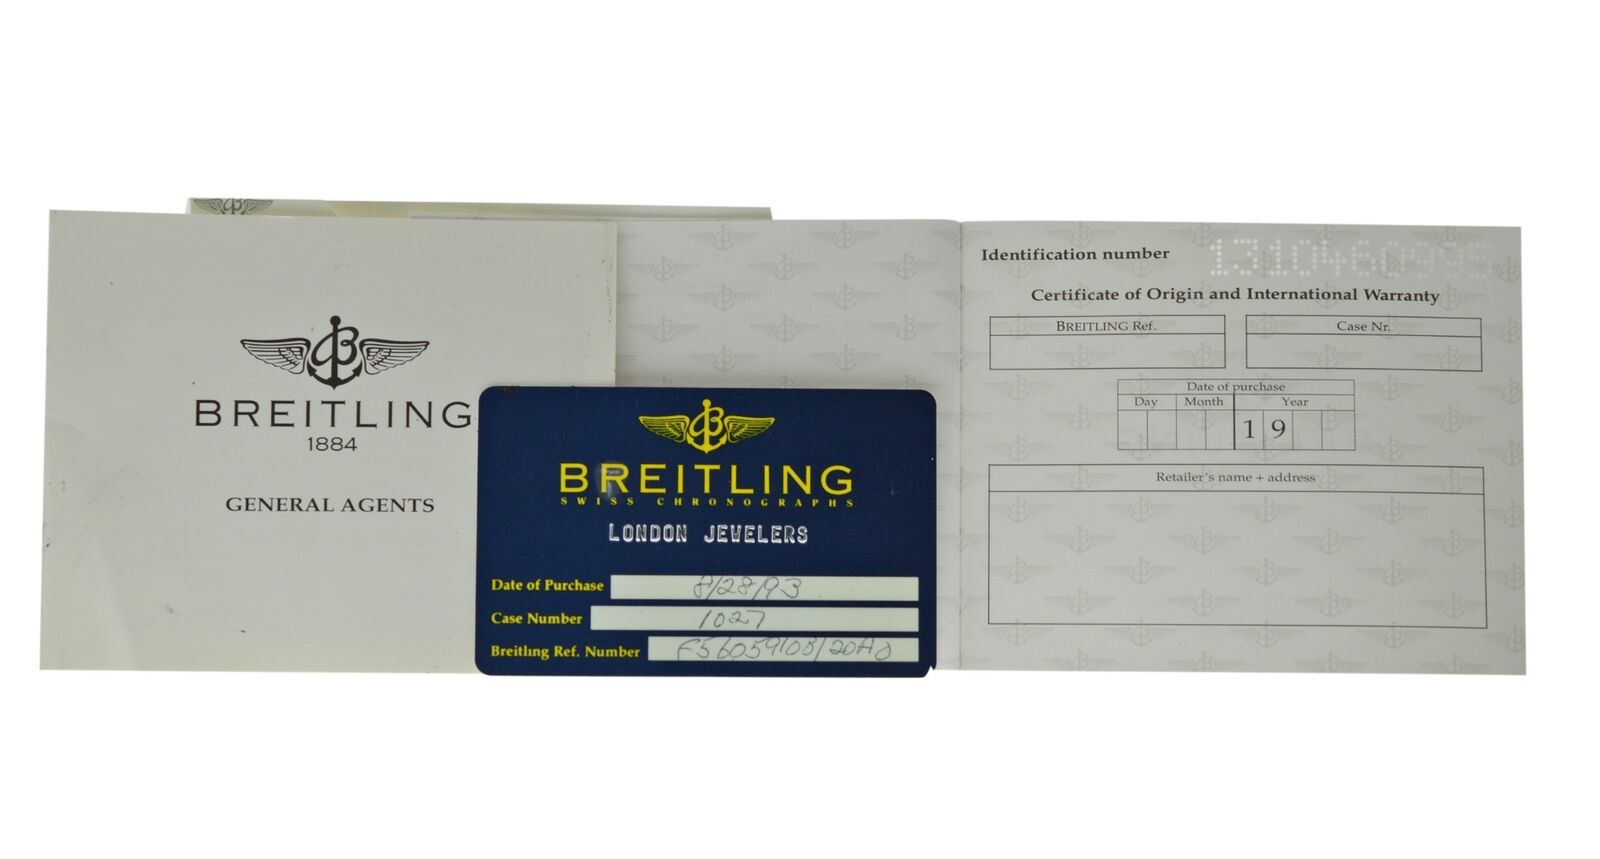 BREITLING
1884
GENERAL AGENTS
BREITLING
SWISS CHRONOGRAPHS
LONDON JEWELERS
Date of Purchase 8/28/93
Case Number 1027
Breitling Ref. Number
Identification number
Certificate of Origin and International Warranty
BREITLING Ref. Case Nr.
Date of purchase
Day Month Year
19
Retailer's name + address